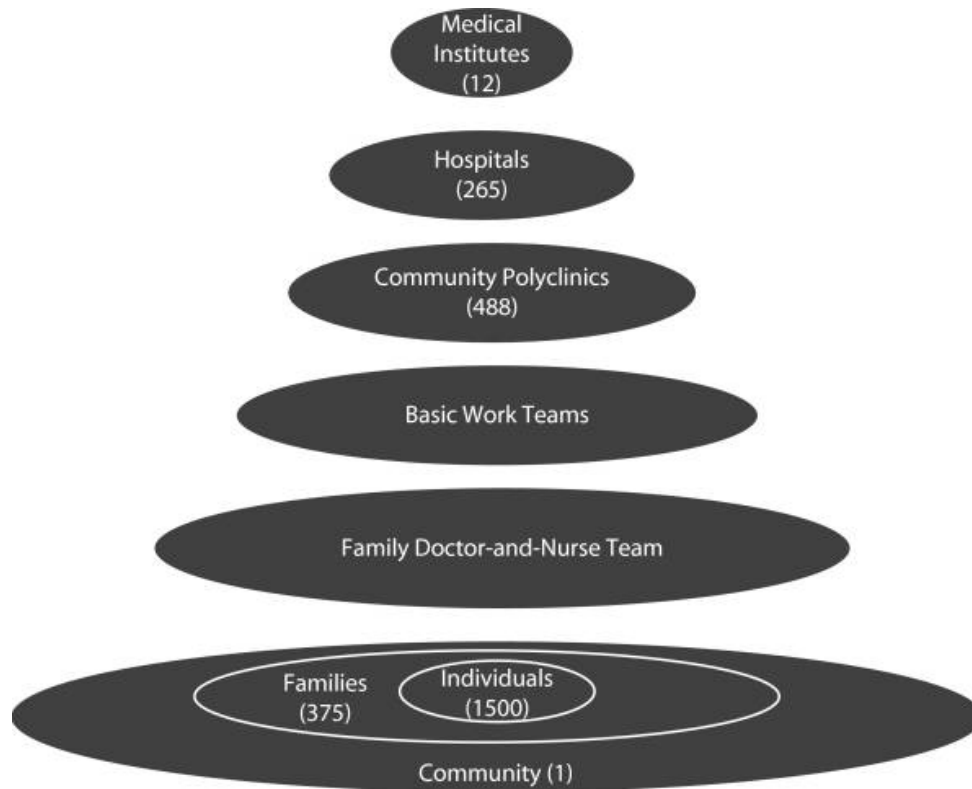 Medical
Institutes
(12)
Hospitals
(265)
Community Polyclinics
(488)
Basic Work Teams
Family Doctor-and-Nurse Team
Families
(375)
Individuals
(1500)
Community (1)